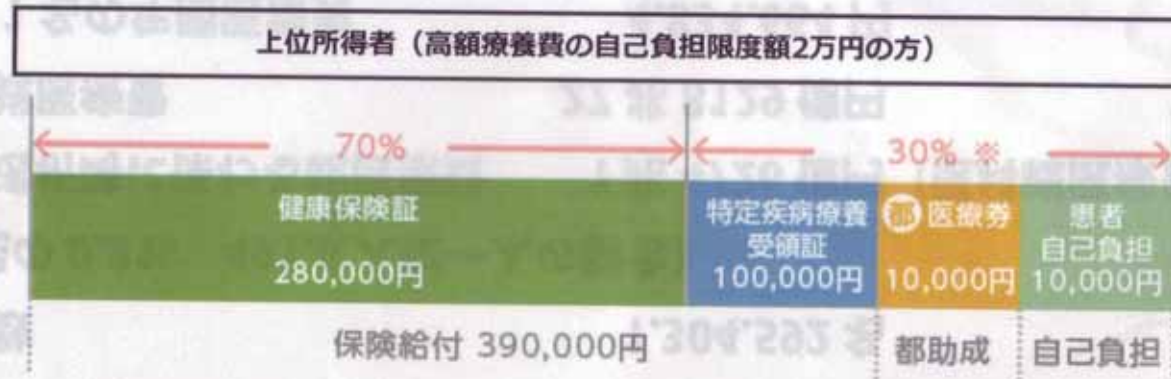 上位所得者（高額療養費の自己負担限度額2万円の方）
70%
30% ※
健康保険証
280,000円
特定疾病療養
受領証
100,000円
都 医療券
10,000円
患者
自己負担
10,000円
保険給付 390,000円
都助成
自己負担